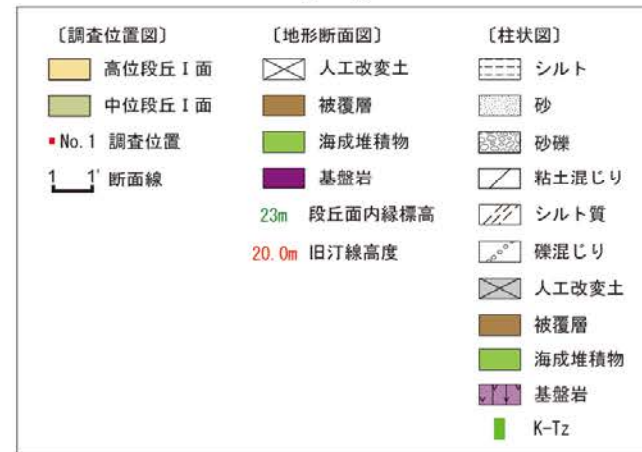 〔調査位置図〕
高位段丘Ⅰ面
中位段丘Ⅰ面
No.1 調査位置
1 1' 断面線
〔地形断面図〕
人工改変土
被覆層
海成堆積物
基盤岩
23m 段丘面内縁標高
20.0m 旧汀線高度
〔柱状図〕
シルト
砂
砂礫
粘土混じり
シルト質
礫混じり
人工改変土
被覆層
海成堆積物
基盤岩
K-Tz